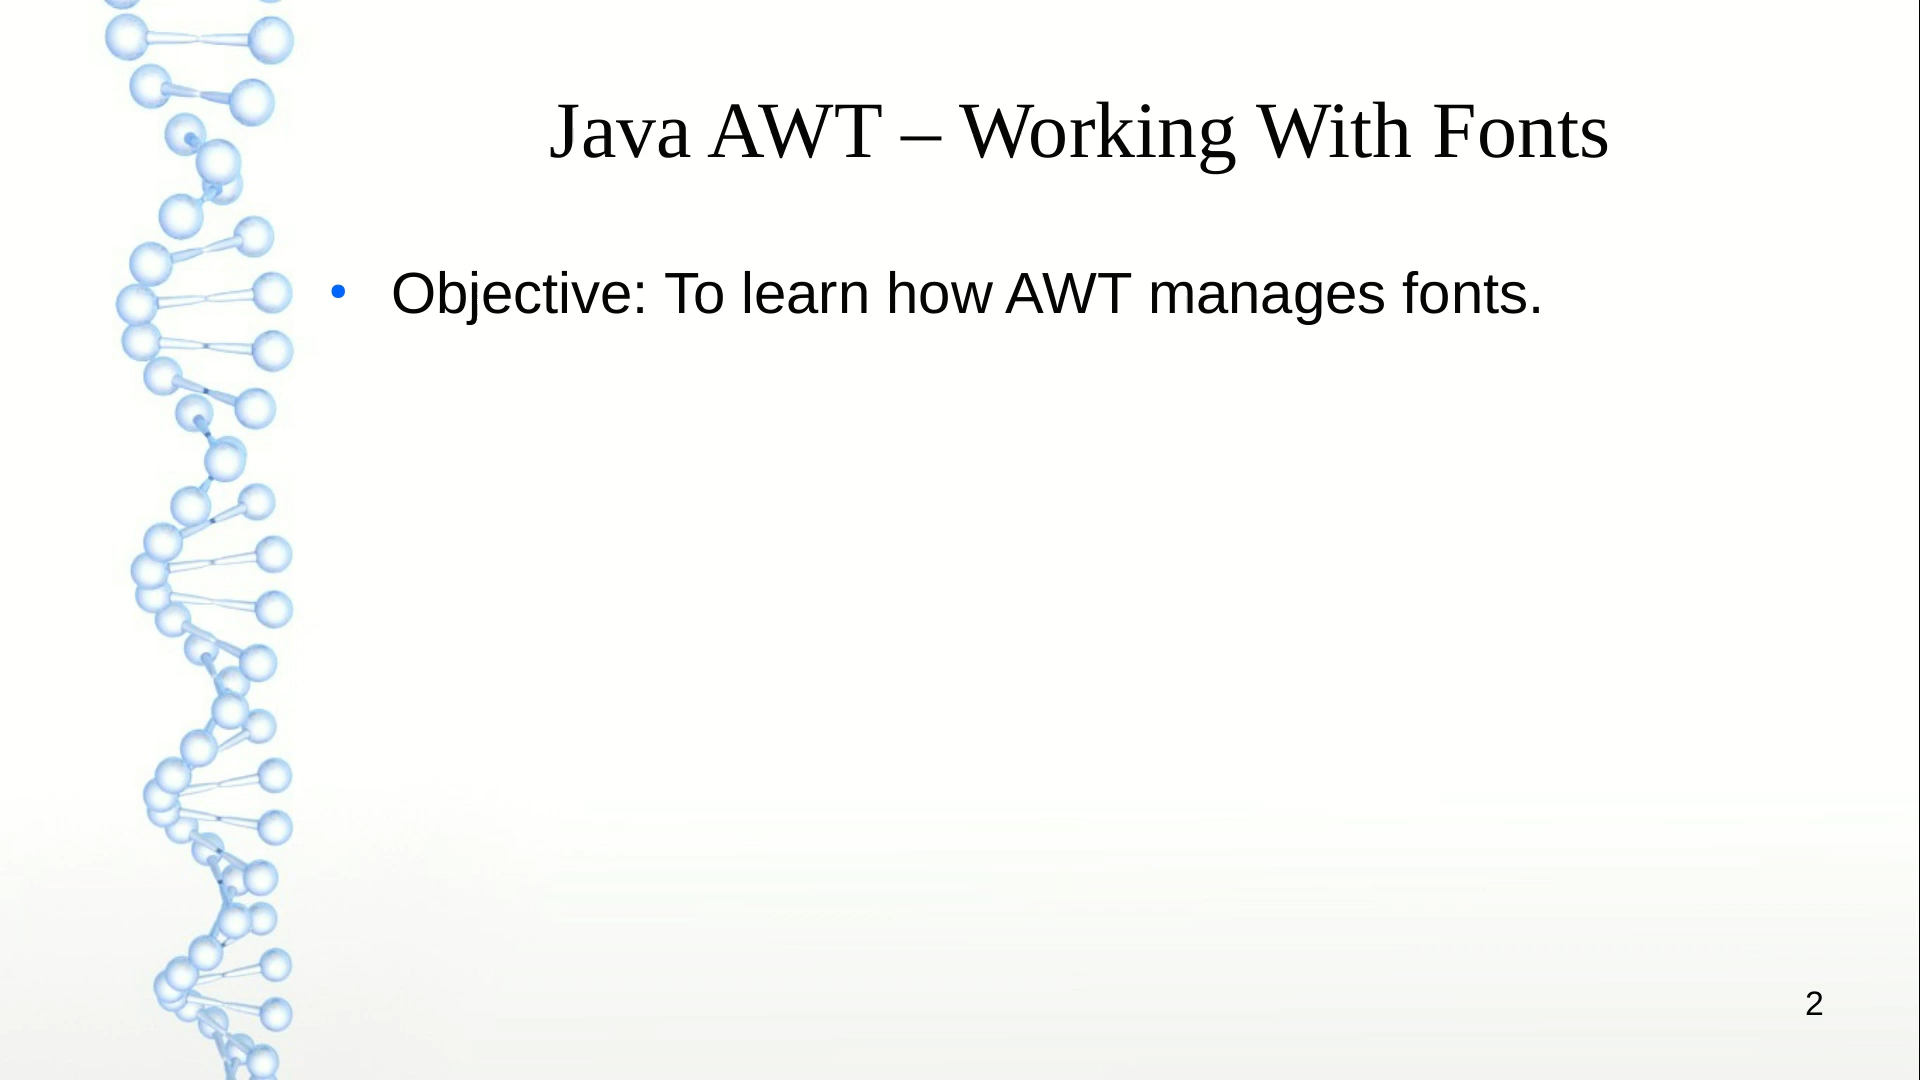 Java AWT – Working With Fonts
• Objective: To learn how AWT manages fonts.
2